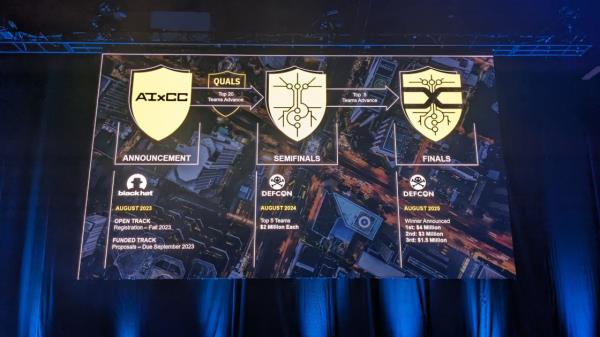 AIxCC
QUALS
Top 20
Teams Advance
Top 5
Teams Advance
ANNOUNCEMENT
SEMIFINALS
FINALS
black hat
AUGUST 2023
OPEN TRACK
Registration – Fall 2023
FUNDED TRACK
Proposals – Due September 2023
DEFCON
AUGUST 2024
Top 5 Teams
$2 Million Each
DEFCON
AUGUST 2025
Winner Announced
1st: $4 Million
2nd: $3 Million
3rd: $1.5 Million